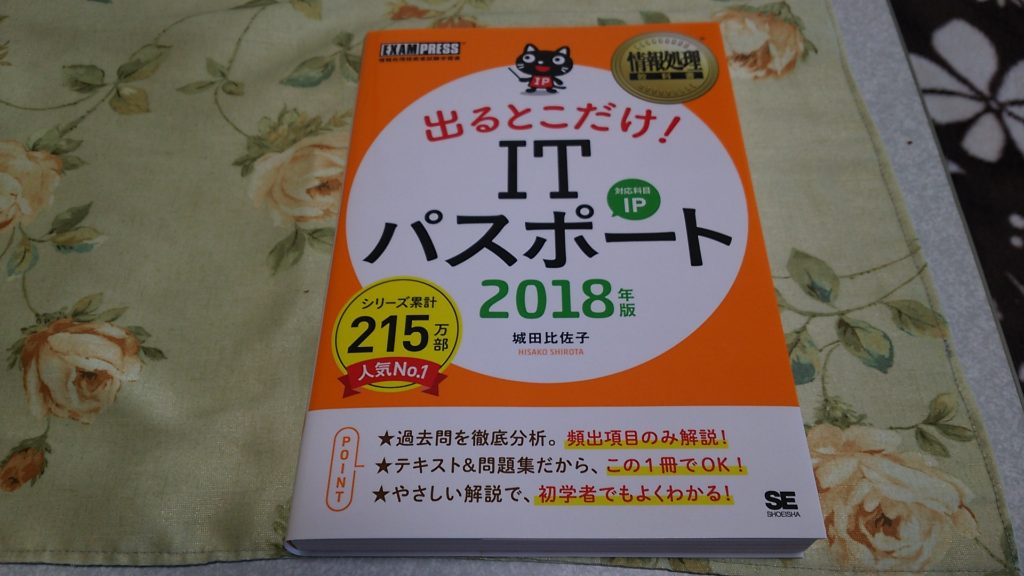 EXAMPRESS
情報処理技術者試験学習書
情報処理
教科書
IP
出るとこだけ!
IT
対応科目
IP
パスポート
2018年版
城田比佐子
HISAKO SHIROTA
シリーズ累計
215万部
人気No.1
POINT
★過去問を徹底分析。頻出項目のみ解説!
★テキスト&問題集だから、この1冊でOK!
★やさしい解説で、初学者でもよくわかる!
SE
SHOEISHA